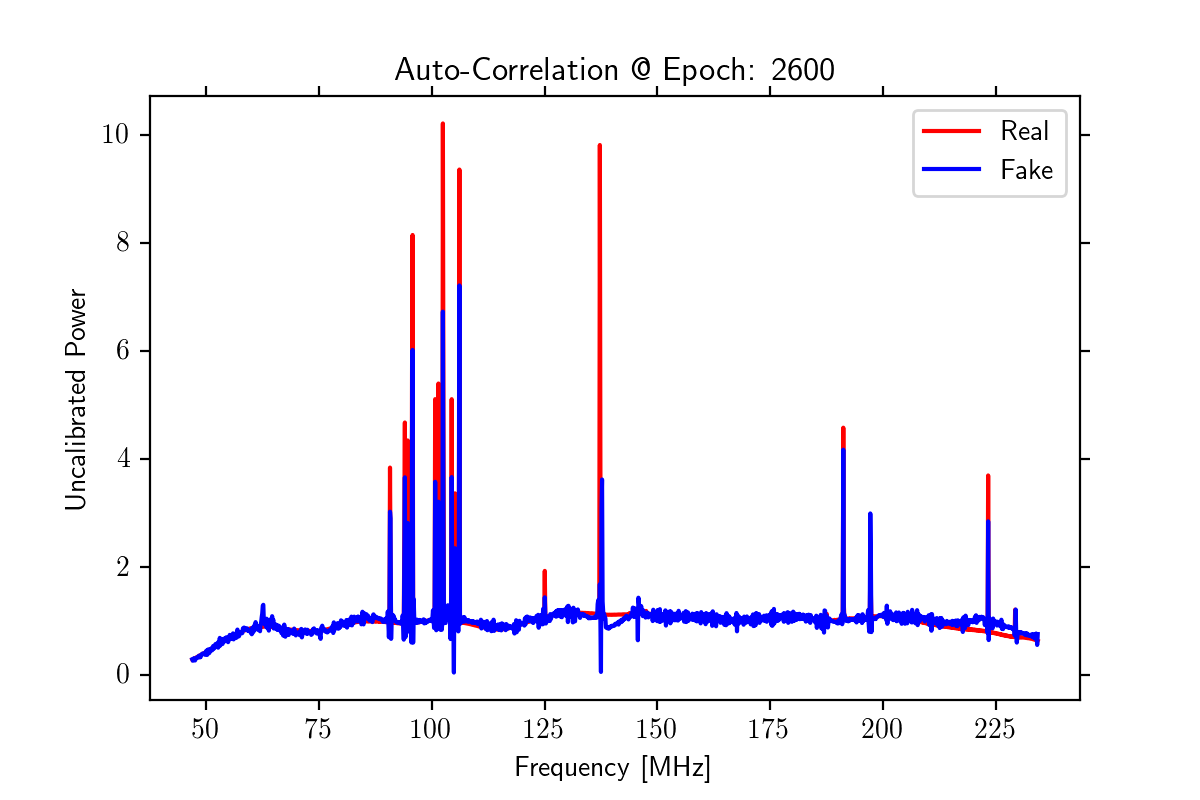 Auto-Correlation @ Epoch: 2600
Real
Fake
10
8
6
4
2
0
Uncalibrated Power
50 75 100 125 150 175 200 225
Frequency [MHz]